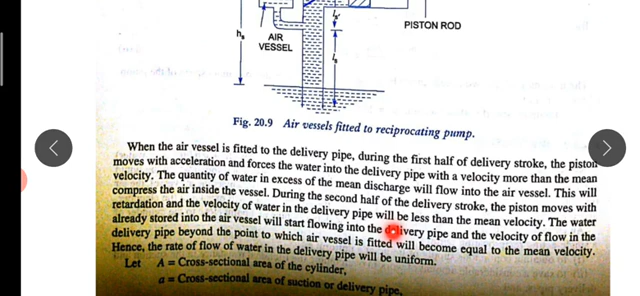 PISTON ROD
hs
AIR
VESSEL
ls
Fig. 20.9 Air vessels fitted to reciprocating pump.
When the air vessel is fitted to the delivery pipe, during the first half of delivery stroke, the piston
moves with acceleration and forces the water into the delivery pipe with a velocity more than the mean
velocity. The quantity of water in excess of the mean discharge will flow into the air vessel. This will
compress the air inside the vessel. During the second half of the delivery stroke, the piston moves with
retardation and the velocity of water in the delivery pipe will be less than the mean velocity. The water
already stored into the air vessel will start flowing into the delivery pipe and the velocity of flow in the
delivery pipe beyond the point to which air vessel is fitted will become equal to the mean velocity.
Hence, the rate of flow of water in the delivery pipe will be uniform.
Let A = Cross-sectional area of the cylinder,
a = Cross-sectional area of suction or delivery pipe,